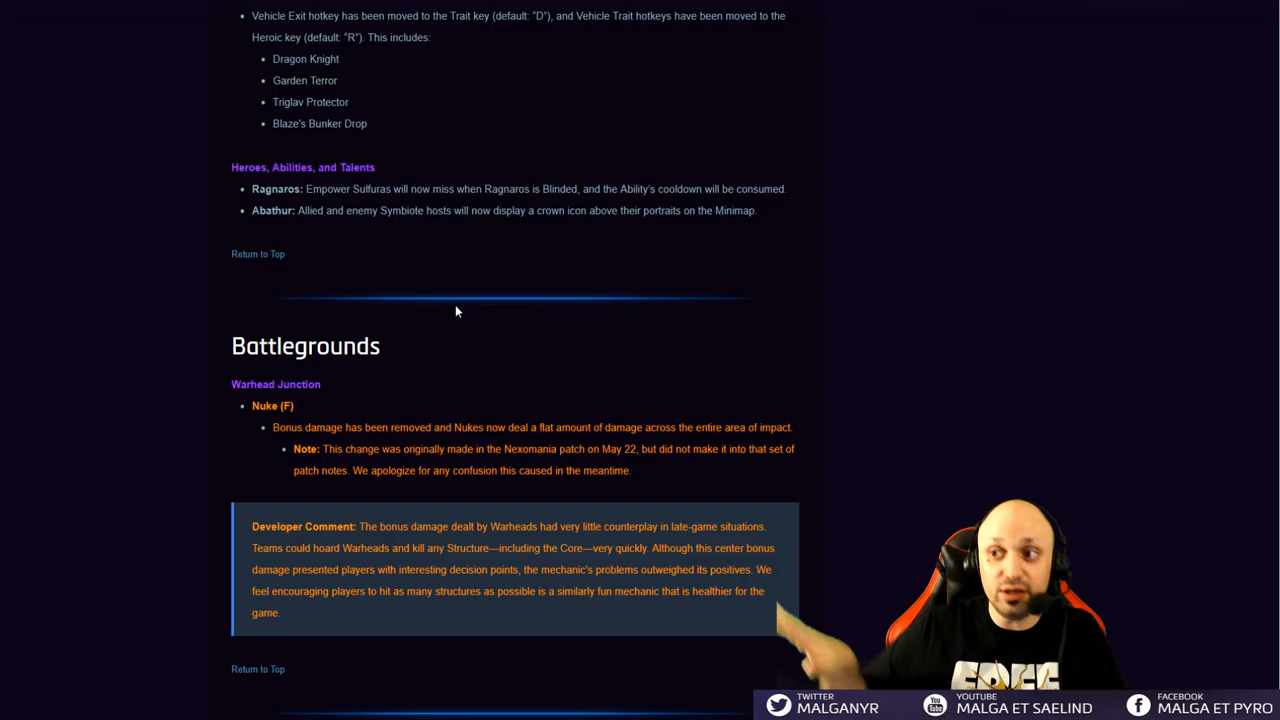 Vehicle Exit hotkey has been moved to the Trait key (default: "D"), and Vehicle Trait hotkeys have been moved to the
Heroic key (default: "R"). This includes:
Dragon Knight
Garden Terror
Triglav Protector
Blaze's Bunker Drop
Heroes, Abilities, and Talents
Ragnaros: Empower Sulfuras will now miss when Ragnaros is Blinded, and the Ability's cooldown will be consumed.
Abathur: Allied and enemy Symbiote hosts will now display a crown icon above their portraits on the Minimap.
Return to Top
Battlegrounds
Warhead Junction
Nuke (F)
Bonus damage has been removed and Nukes now deal a flat amount of damage across the entire area of impact.
Note: This change was originally made in the Nexomania patch on May 22, but did not make it into that set of
patch notes. We apologize for any confusion this caused in the meantime.
Developer Comment: The bonus damage dealt by Warheads had very little counterplay in late-game situations.
Teams could hoard Warheads and kill any Structure—including the Core—very quickly. Although this center bonus
damage presented players with interesting decision points, the mechanic's problems outweighed its positives. We
feel encouraging players to hit as many structures as possible is a similarly fun mechanic that is healthier for the
game.
Return to Top
TWITTER
MALGANYR
YOUTUBE
MALGA ET SAELIND
FACEBOOK
MALGA ET PYRO